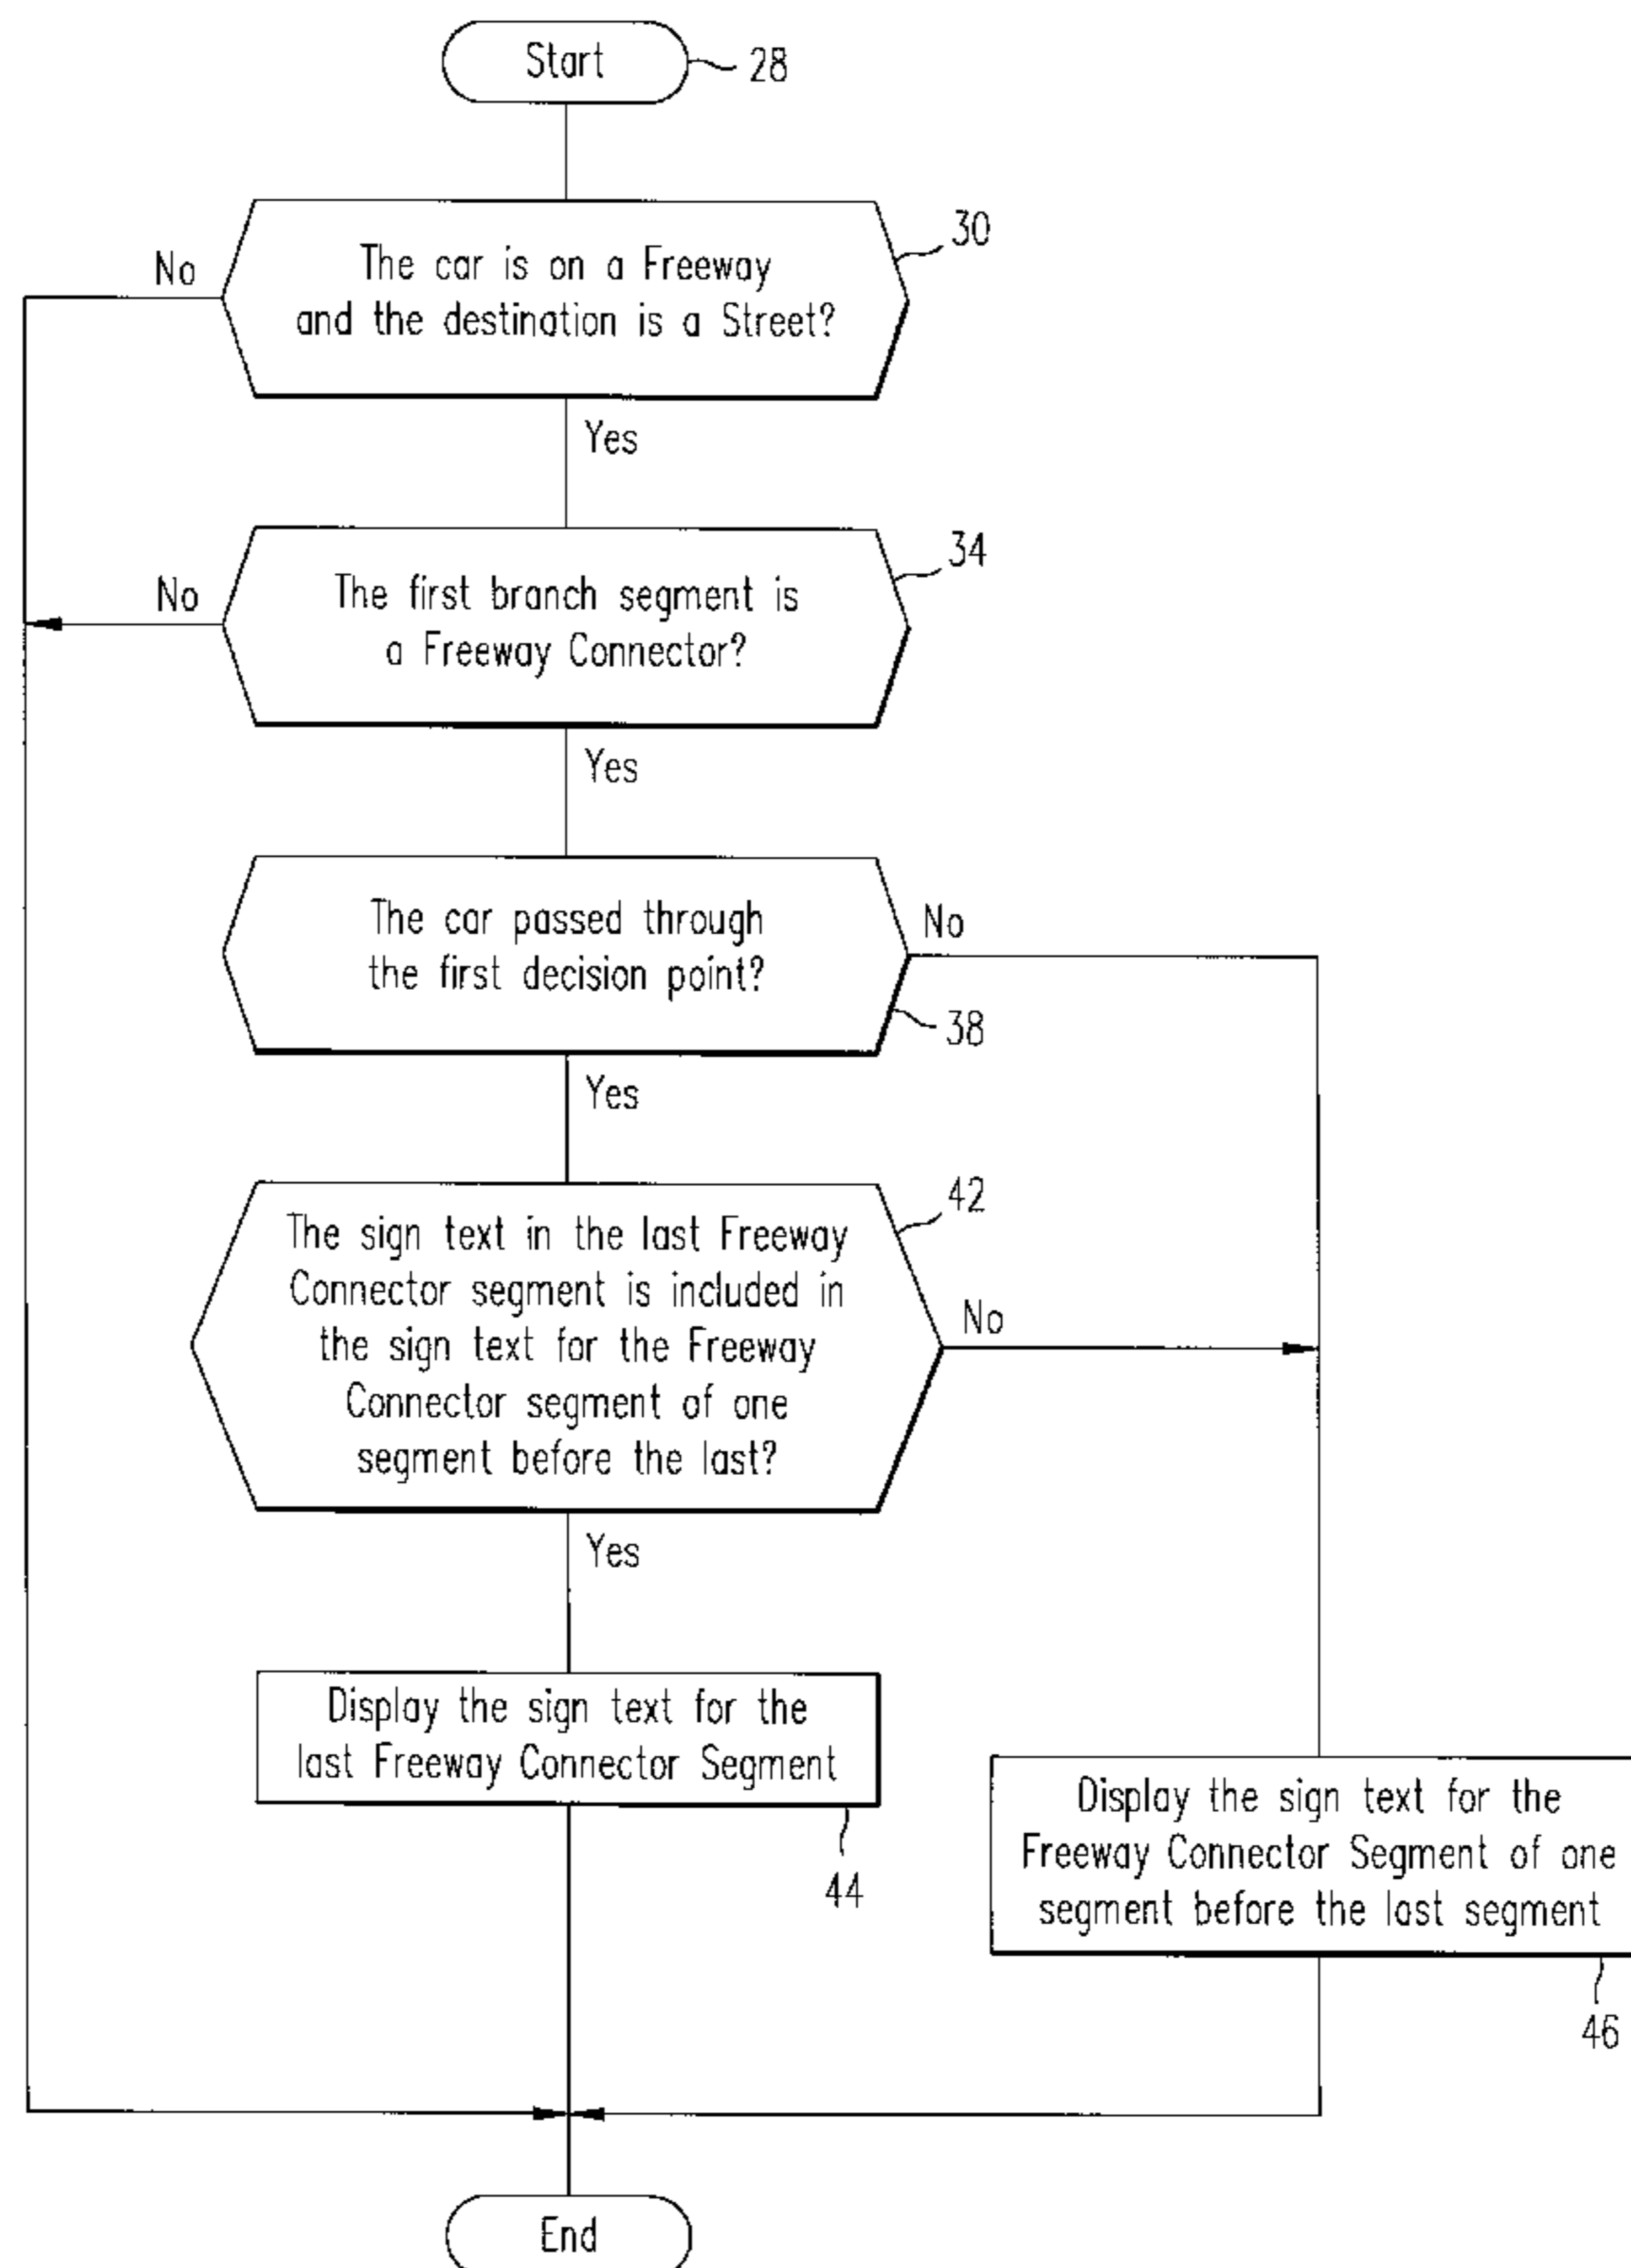 Start
28
The car is on a Freeway
and the destination is a Street?
30
No
Yes
The first branch segment is
a Freeway Connector?
34
No
Yes
The car passed through
the first decision point?
No
38
Yes
The sign text in the last Freeway
Connector segment is included in
the sign text for the Freeway
Connector segment of one
segment before the last?
42
No
Yes
Display the sign text for the
last Freeway Connector Segment
44
Display the sign text for the
Freeway Connector Segment of one
segment before the last segment
46
End